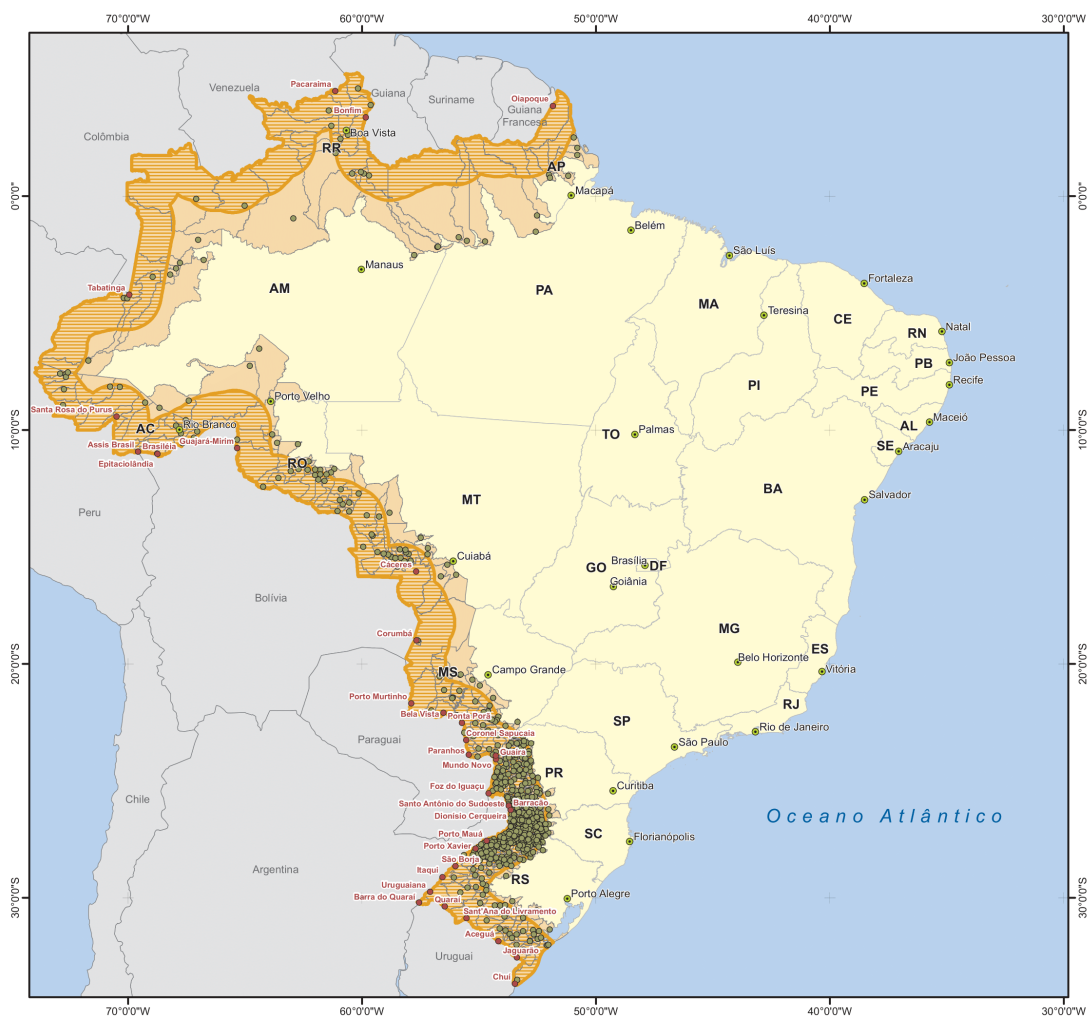 70°0'0"W
60°0'0"W
50°0'0"W
40°0'0"W
30°0'0"W
Venezuela
Pacaraima
Guiana
Suriname
Oiapoque
Guiana
Francesa
Bonfim
Colômbia
Boa Vista
RR
AP
0°0'0"
Macapá
0°0'0"
Belém
São Luís
Manaus
Fortaleza
Tabatinga
AM
PA
MA
Teresina
CE
RN
Natal
PB
João Pessoa
PI
PE
Recife
Santa Rosa do Purus
Porto Velho
AC
Rio Branco
Maceió
AL
10°0'0"S
Guajará-Mirim
TO
Palmas
10°0'0"S
Assis Brasil
Brasiléia
SE
Aracaju
Epitaciolândia
RO
BA
Salvador
MT
Peru
Cuiabá
Cáceres
Brasília
GO
DF
Goiânia
Bolívia
MG
Corumbá
ES
Belo Horizonte
Vitória
20°0'0"S
MS
Campo Grande
20°0'0"S
Porto Murtinho
RJ
Bela Vista
Ponta Porã
SP
Rio de Janeiro
Coronel Sapucaia
Paraguai
São Paulo
Paranhos
Guaíra
Mundo Novo
PR
Foz do Iguaçu
Curitiba
Chile
Santo Antônio do Sudoeste
Barracão
Dionísio Cerqueira
Oceano Atlântico
Porto Mauá
SC
Florianópolis
Porto Xavier
São Borja
Argentina
Itaqui
RS
Uruguaiana
Barra do Quaraí
Quaraí
Porto Alegre
30°0'0"S
30°0'0"S
Sant'Ana do Livramento
Aceguá
Jaguarão
Uruguai
Chuí
70°0'0"W
60°0'0"W
50°0'0"W
40°0'0"W
30°0'0"W